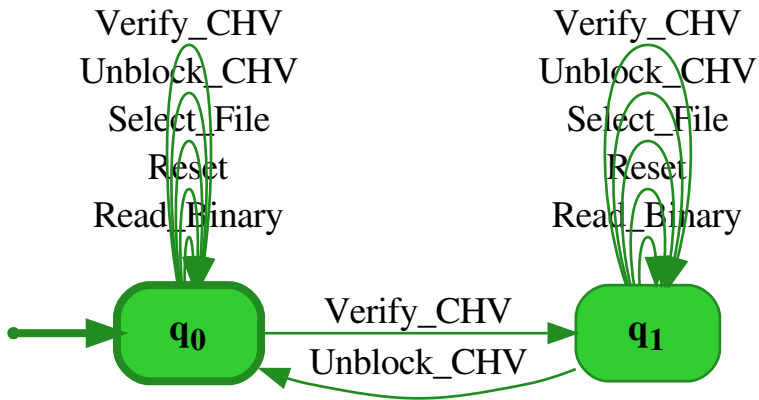 Verify_CHV
Unblock_CHV
Select_File
Reset
Read_Binary
Verify_CHV
Unblock_CHV
Select_File
Reset
Read_Binary
q0
Verify_CHV
Unblock_CHV
q1